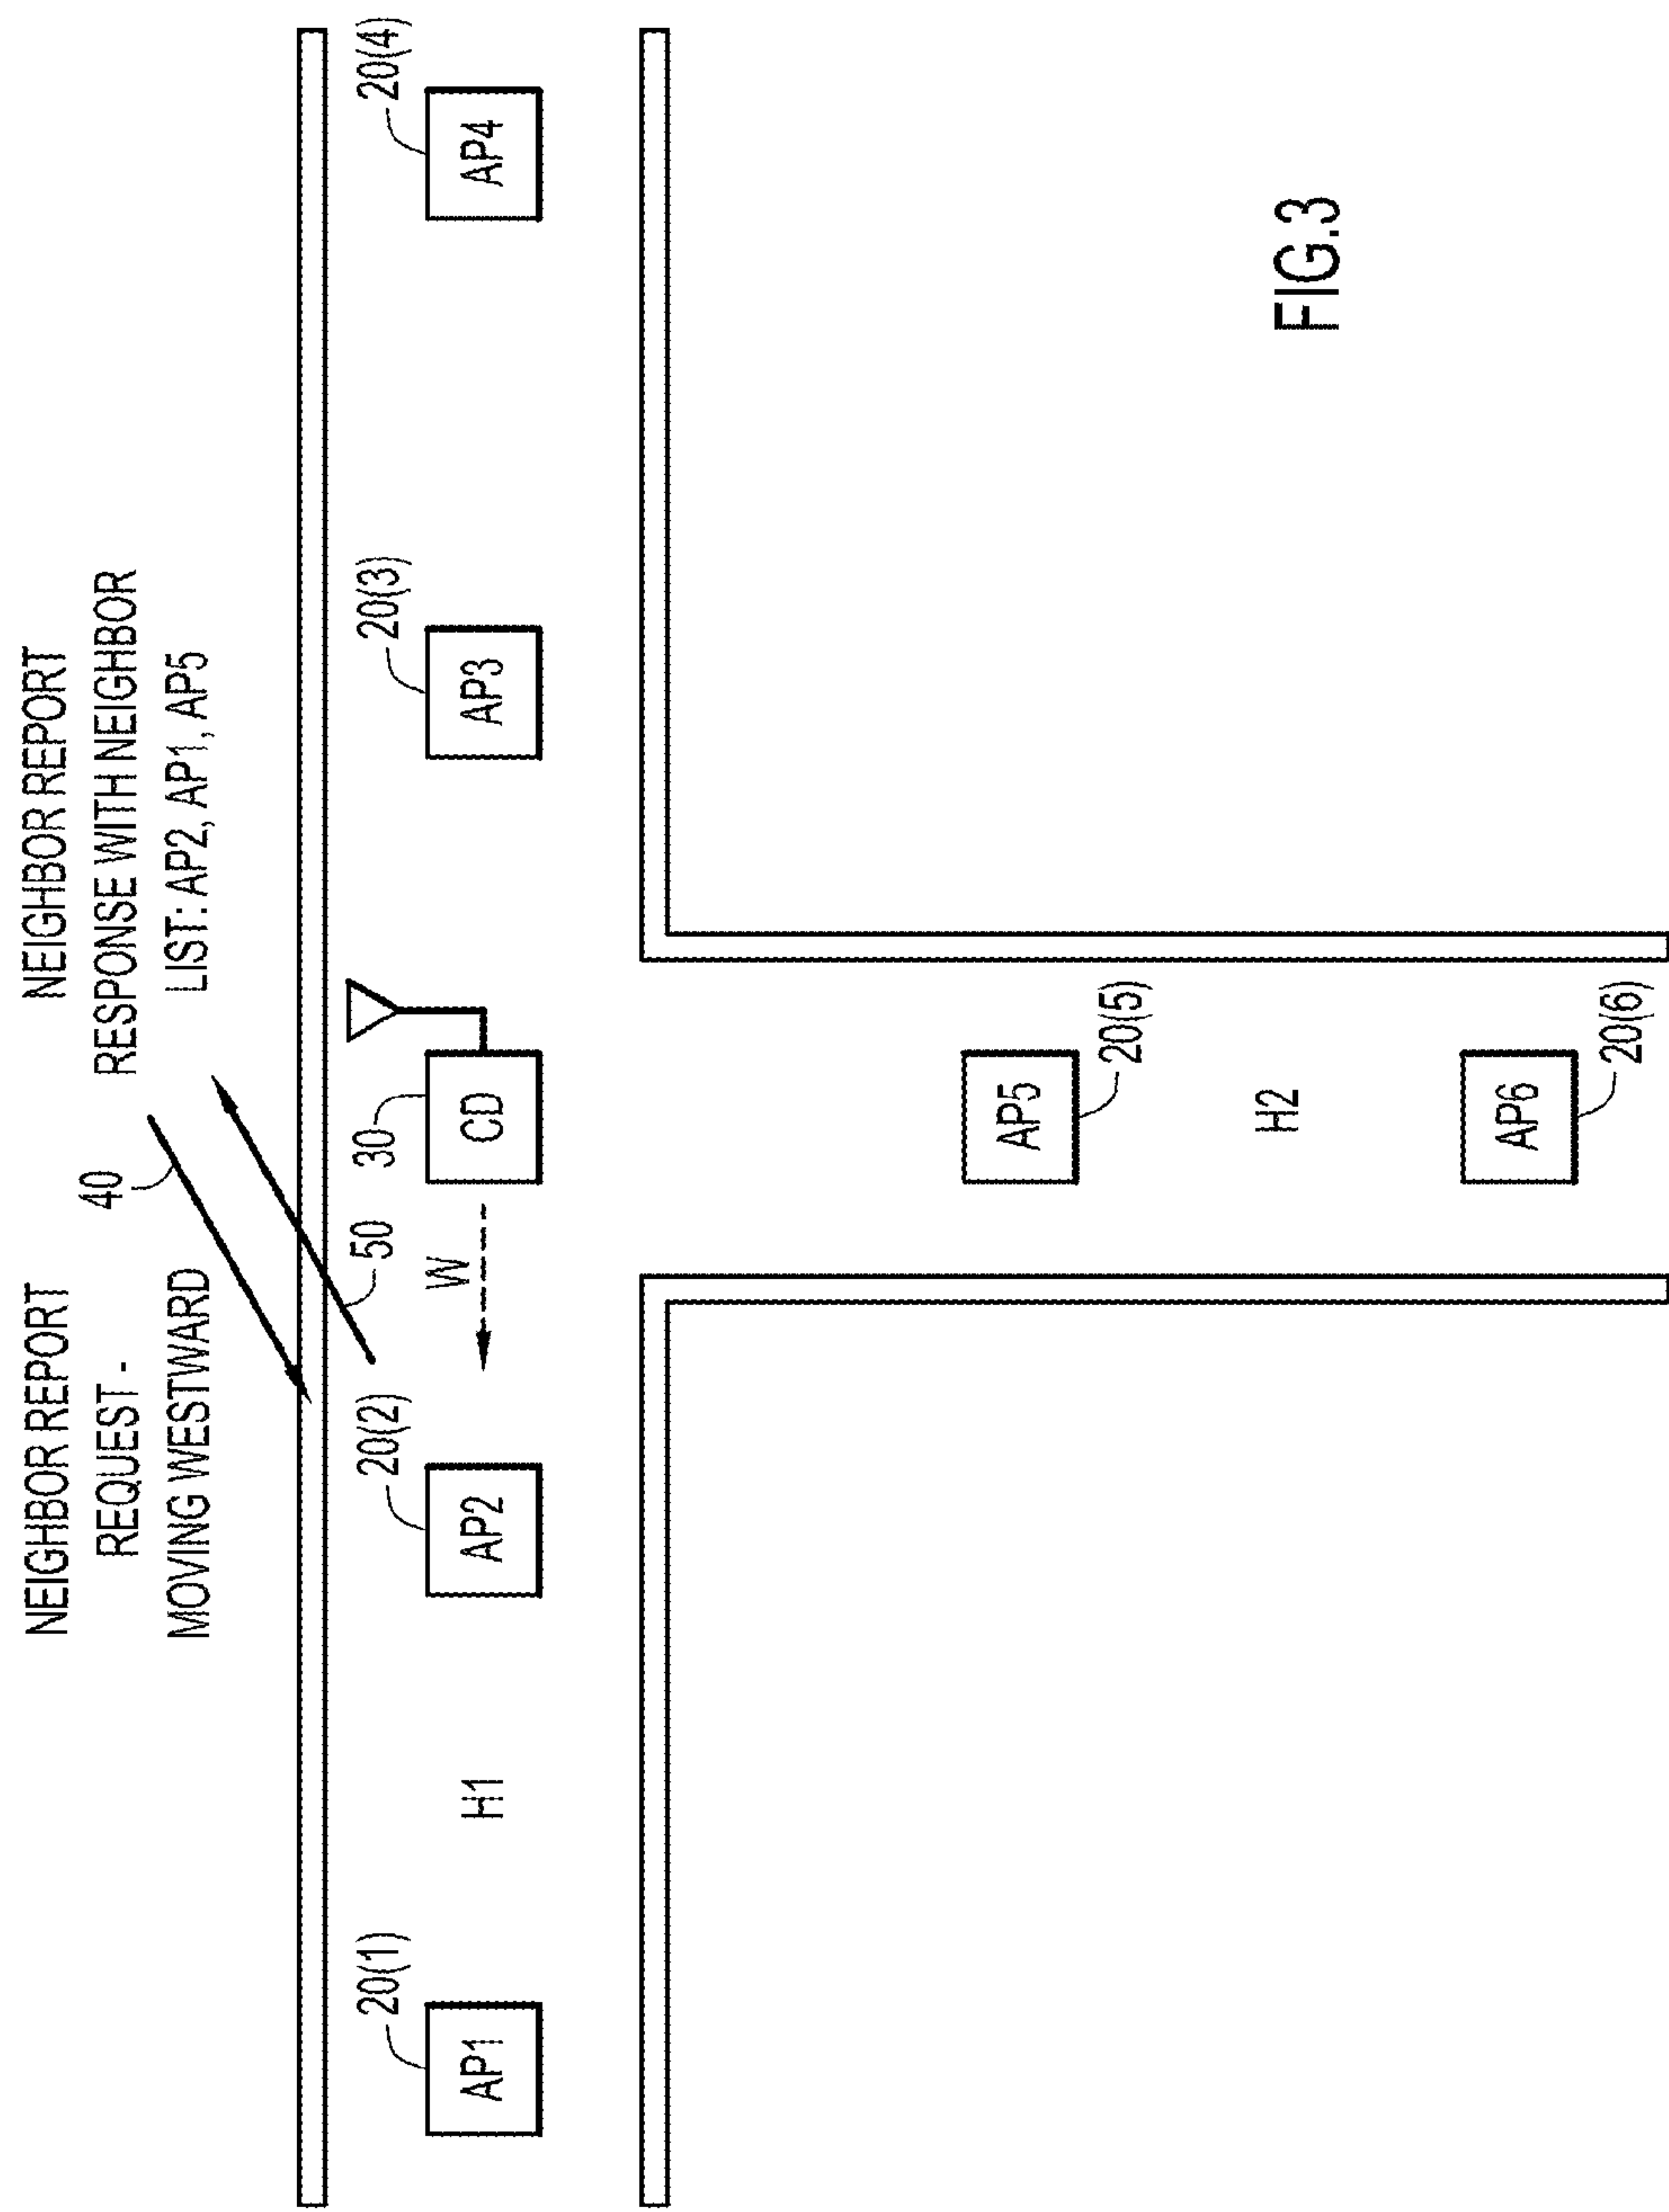 NEIGHBOR REPORT
REQUEST -
MOVING WESTWARD
40
NEIGHBOR REPORT
RESPONSE WITH NEIGHBOR
LIST: AP2, AP1, AP5
50
20(1)
AP1
H1
20(2)
AP2
W
30
CD
20(3)
AP3
20(4)
AP4
AP5
20(5)
H2
AP6
20(6)
FIG.3